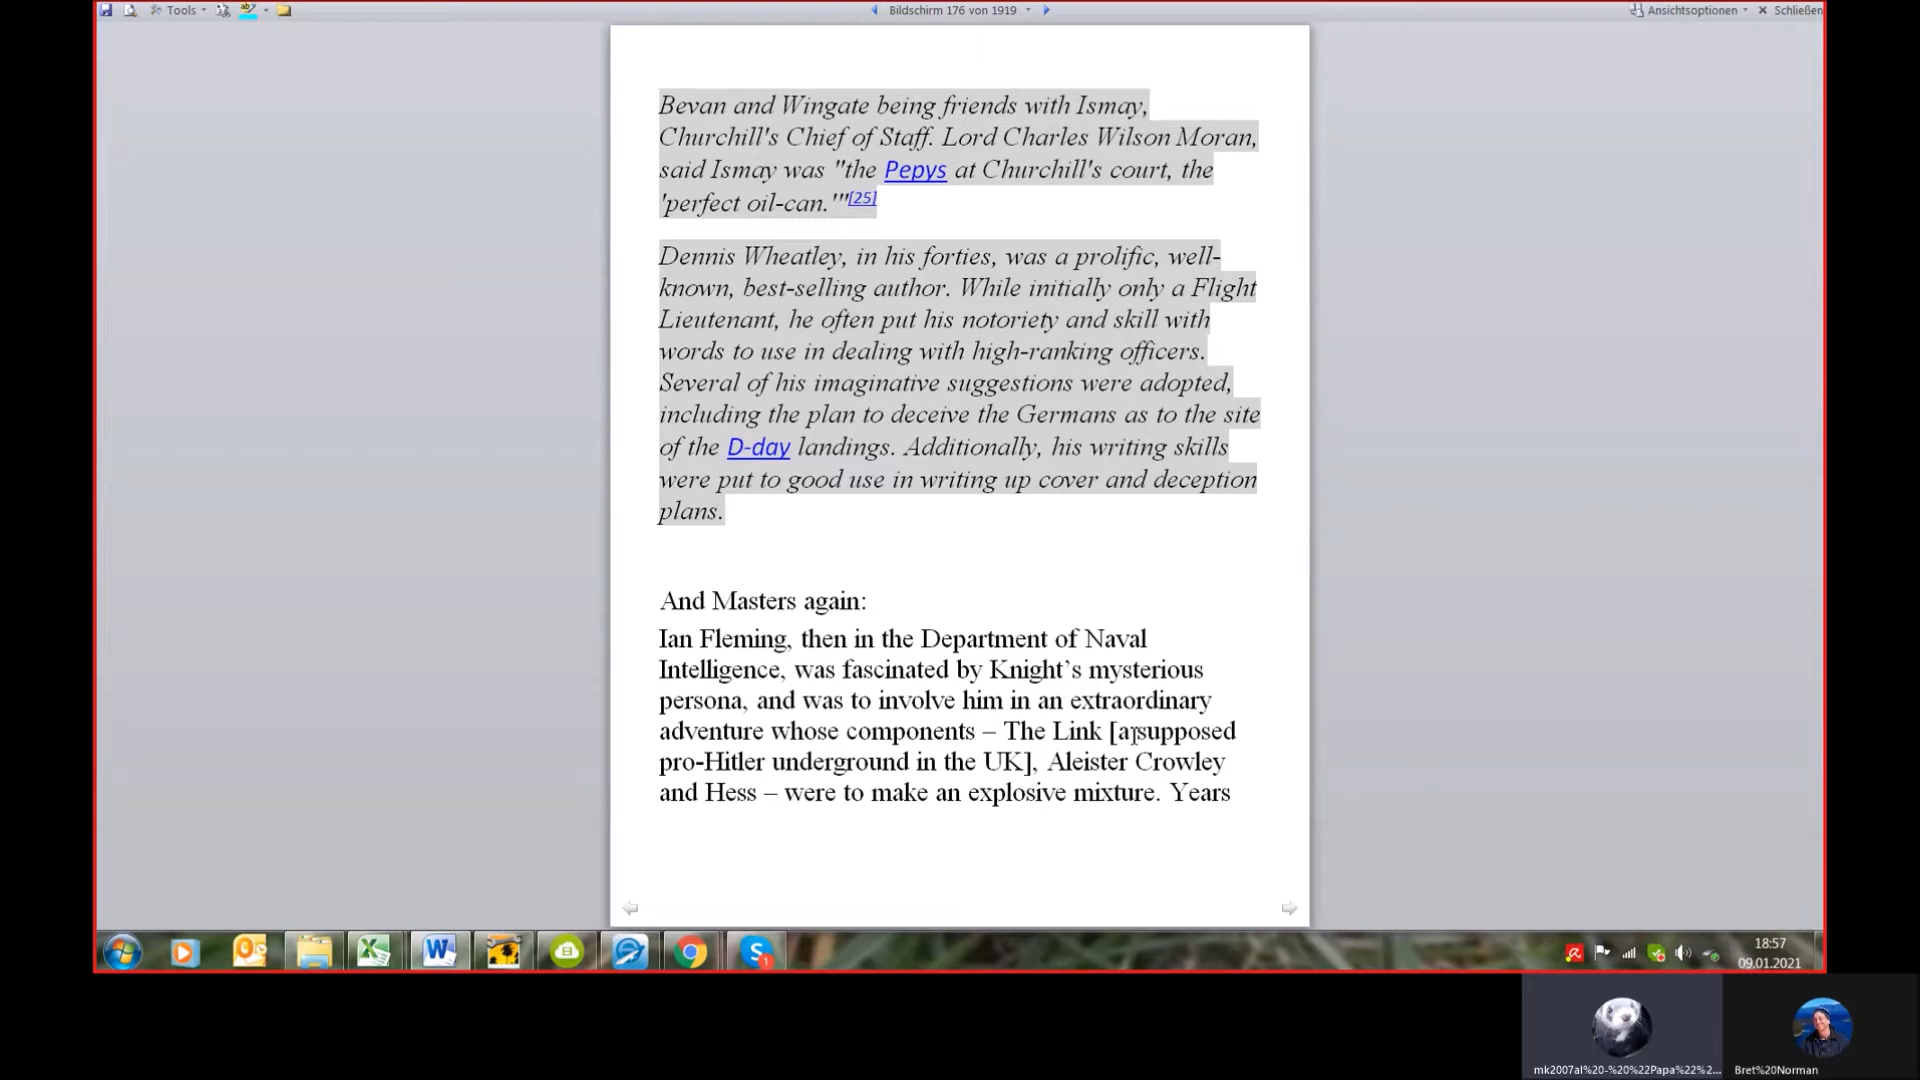 Tools
Bildschirm 176 von 1919
Ansichtsoptionen
Schließen
Bevan and Wingate being friends with Ismay,
Churchill's Chief of Staff. Lord Charles Wilson Moran,
said Ismay was "the Pepys at Churchill's court, the
'perfect oil-can.'"[25]
Dennis Wheatley, in his forties, was a prolific, well-
known, best-selling author. While initially only a Flight
Lieutenant, he often put his notoriety and skill with
words to use in dealing with high-ranking officers.
Several of his imaginative suggestions were adopted,
including the plan to deceive the Germans as to the site
of the D-day landings. Additionally, his writing skills
were put to good use in writing up cover and deception
plans.
And Masters again:
Ian Fleming, then in the Department of Naval
Intelligence, was fascinated by Knight’s mysterious
persona, and was to involve him in an extraordinary
adventure whose components – The Link [a supposed
pro-Hitler underground in the UK], Aleister Crowley
and Hess – were to make an explosive mixture. Years
18:57
09.01.2021
mk2007al%20-%20%22Papa%22%2...
Bret%20Norman